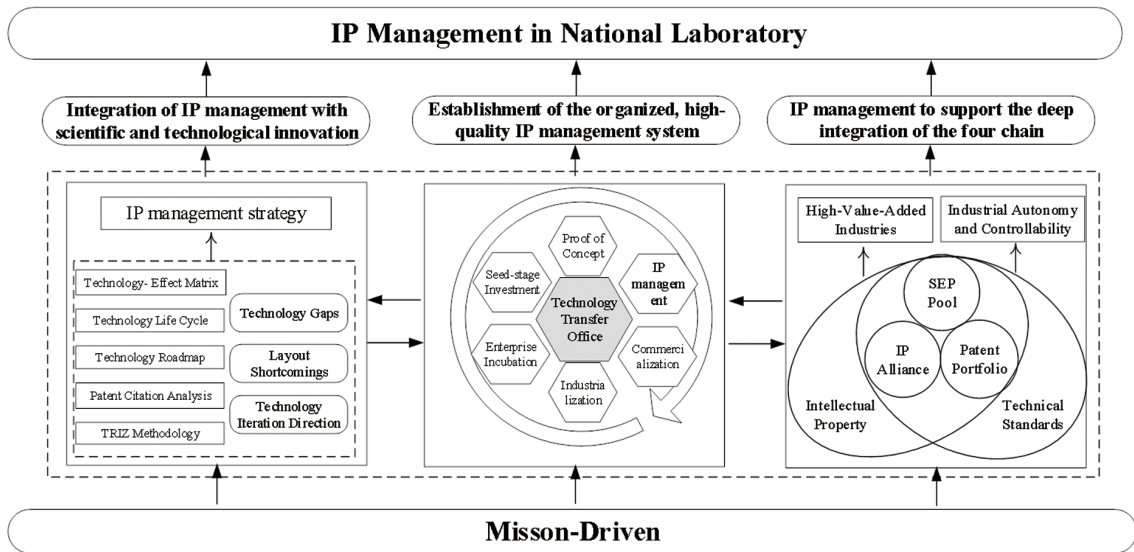 IP Management in National Laboratory
Integration of IP management with
scientific and technological innovation
Establishment of the organized, high-
quality IP management system
IP management to support the deep
integration of the four chain
IP management strategy
Technology- Effect Matrix
Technology Life Cycle
Technology Roadmap
Patent Citation Analysis
TRIZ Methodology
Technology Gaps
Layout
Shortcomings
Technology
Iteration Direction
Proof of
Concept
Seed-stage
Investment
IP
managem
ent
Technology
Transfer
Office
Enterprise
Incubation
Commerci
alization
Industria
lization
High-Value-Added
Industries
Industrial Autonomy
and Controllability
SEP
Pool
IP
Alliance
Patent
Portfolio
Intellectual
Property
Technical
Standards
Misson-Driven